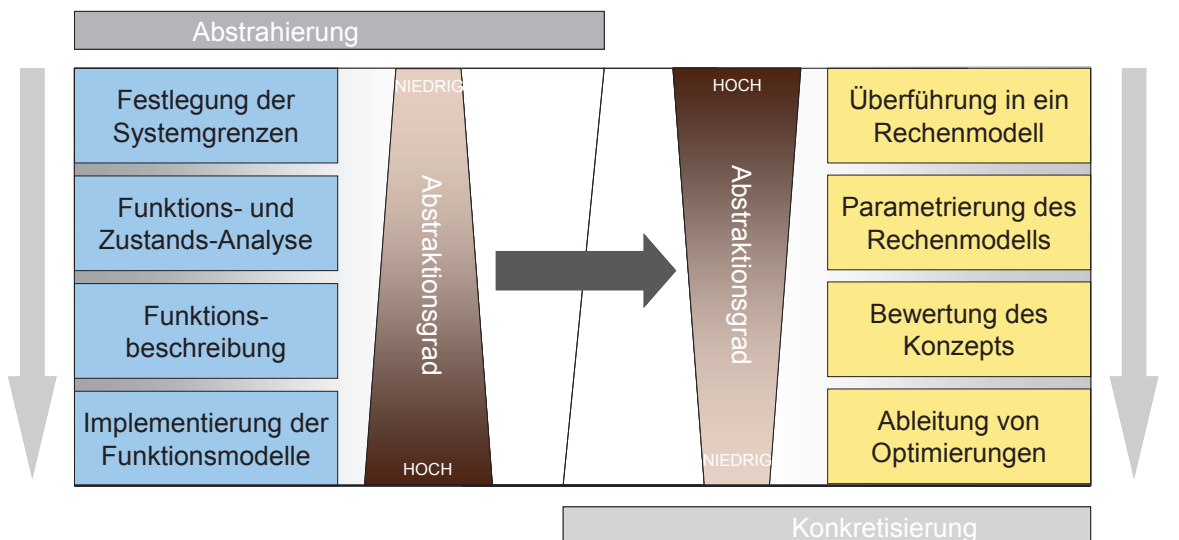 Abstrahierung
Festlegung der
Systemgrenzen
Funktions- und
Zustands-Analyse
Funktions-
beschreibung
Implementierung der
Funktionsmodelle
NIEDRIG
Abstraktionsgrad
HOCH
HOCH
Abstraktionsgrad
NIEDRIG
Überführung in ein
Rechenmodell
Parametrierung des
Rechenmodells
Bewertung des
Konzepts
Ableitung von
Optimierungen
Konkretisierung